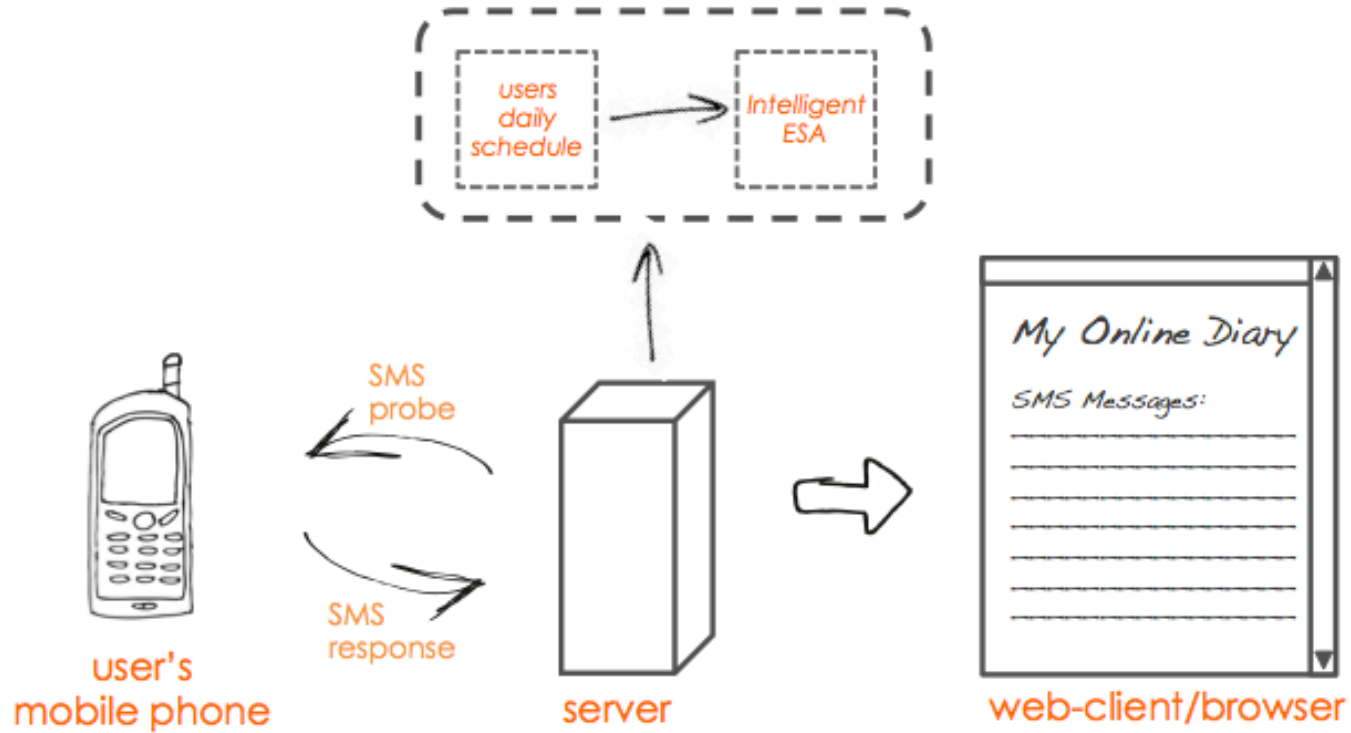 users
daily
schedule
Intelligent
ESA
SMS
probe
SMS
response
user's
mobile phone
server
My Online Diary
SMS Messages:
web-client/browser